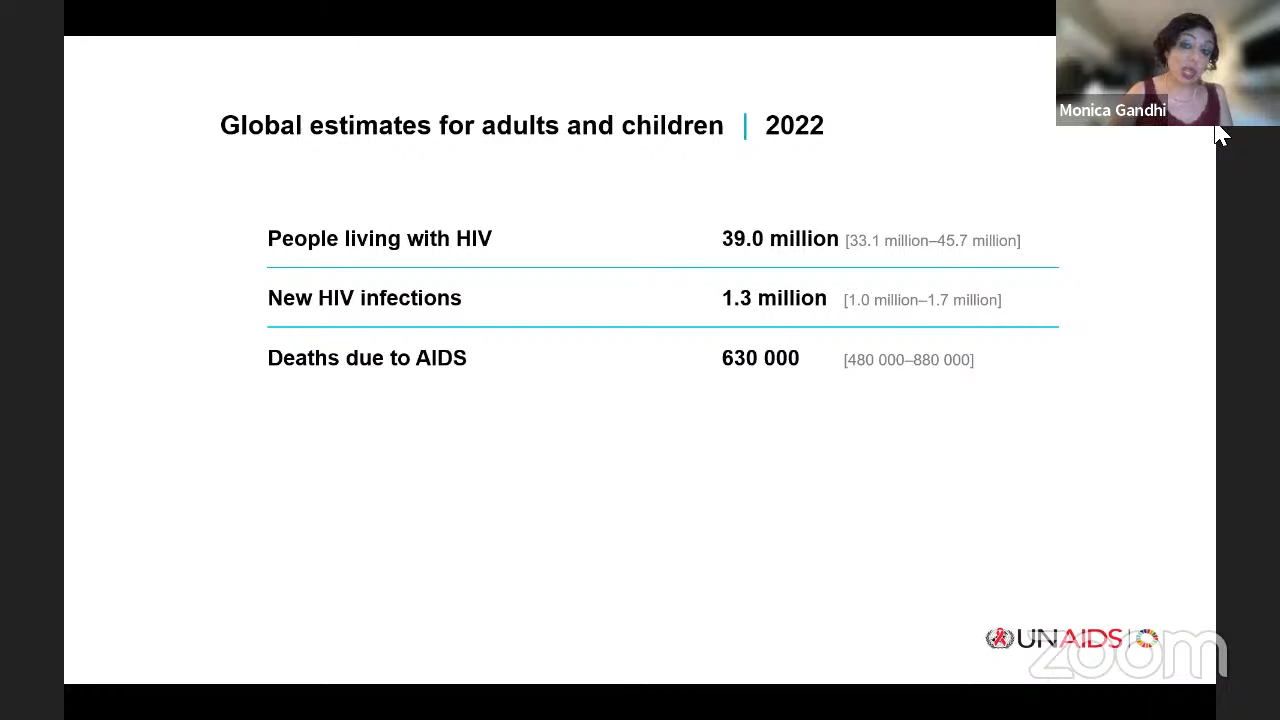 Monica Gandhi
Global estimates for adults and children | 2022
People living with HIV 39.0 million [33.1 million–45.7 million]
New HIV infections 1.3 million [1.0 million–1.7 million]
Deaths due to AIDS 630 000 [480 000–880 000]
UNAIDS
zoom